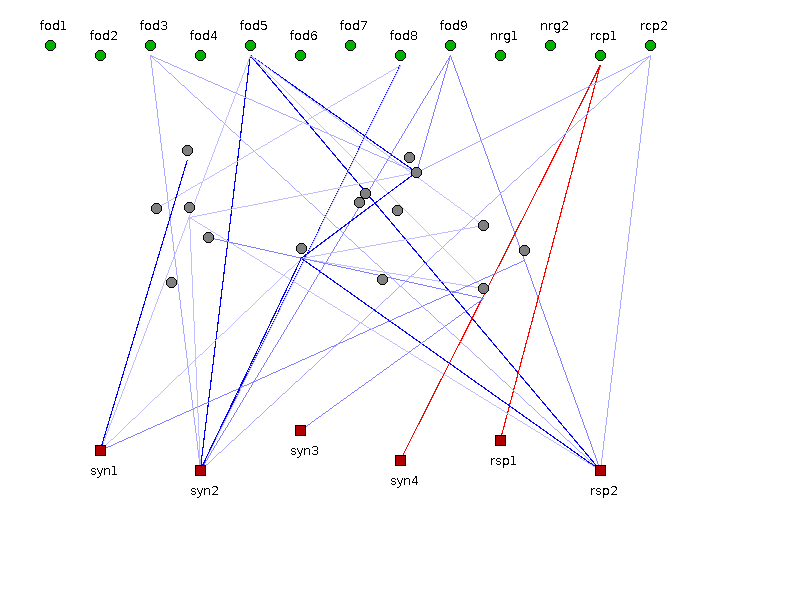 fod1 fod2 fod3 fod4 fod5 fod6 fod7 fod8 fod9 nrg1 nrg2 rcp1 rcp2
syn1 syn2 syn3 syn4 rsp1 rsp2